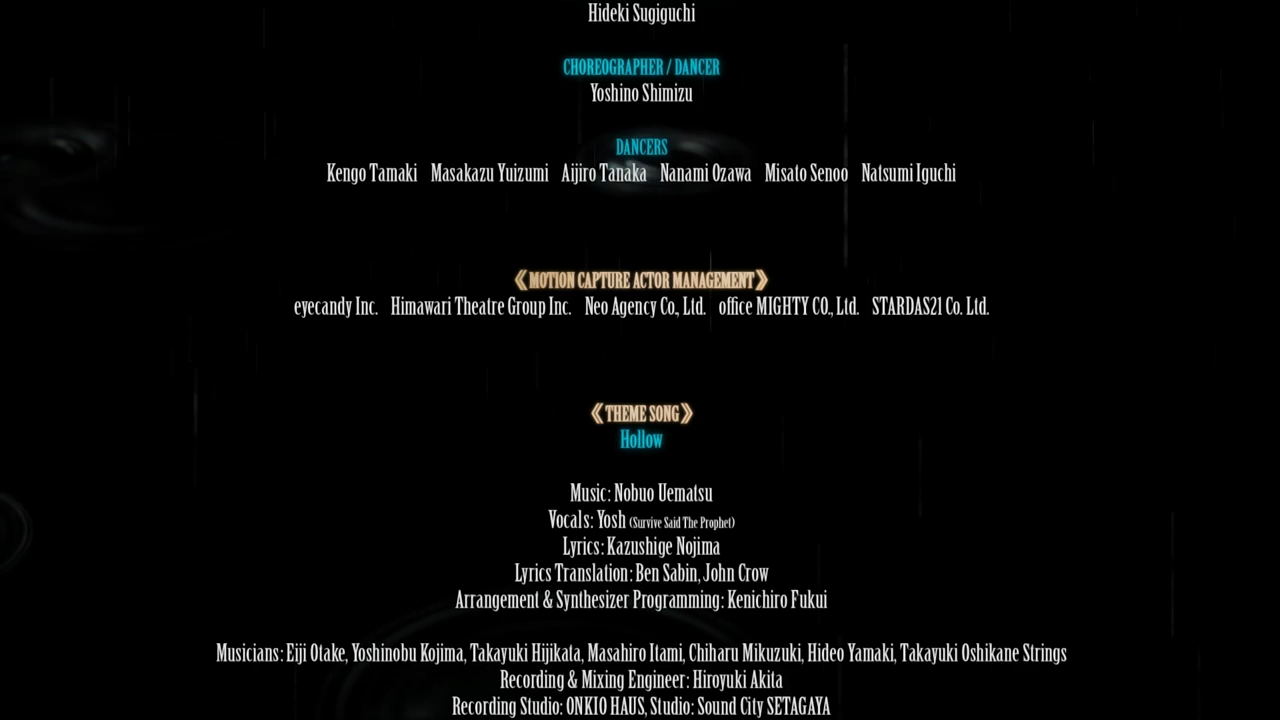 Hideki Sugiguchi
CHOREOGRAPHER / DANCER
Yoshino Shimizu
DANCERS
Kengo Tamaki Masakazu Yuizumi Aijiro Tanaka Nanami Ozawa Misato Senoo Natsumi Iguchi
《MOTION CAPTURE ACTOR MANAGEMENT》
eyecandy Inc. Himawari Theatre Group Inc. Neo Agency Co., Ltd. office MIGHTY CO., Ltd. STARDAS21 Co. Ltd.
《THEME SONG》
Hollow
Music: Nobuo Uematsu
Vocals: Yosh (Survive Said The Prophet)
Lyrics: Kazushige Nojima
Lyrics Translation: Ben Sabin, John Crow
Arrangement & Synthesizer Programming: Kenichiro Fukui
Musicians: Eiji Otake, Yoshinobu Kojima, Takayuki Hijikata, Masahiro Itami, Chiharu Mikuzuki, Hideo Yamaki, Takayuki Oshikane Strings
Recording & Mixing Engineer: Hiroyuki Akita
Recording Studio: ONKIO HAUS, Studio: Sound City SETAGAYA